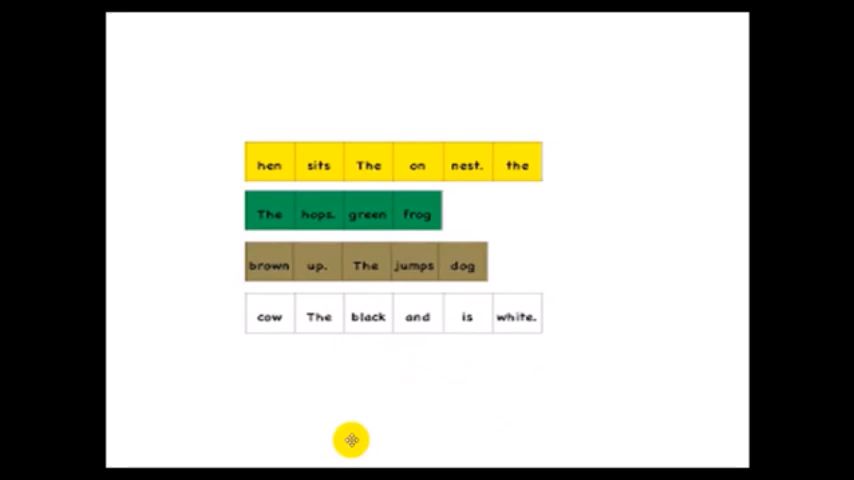 hen sits The on nest. the
The hops. green frog
brown up. The jumps dog
cow The black and is white.